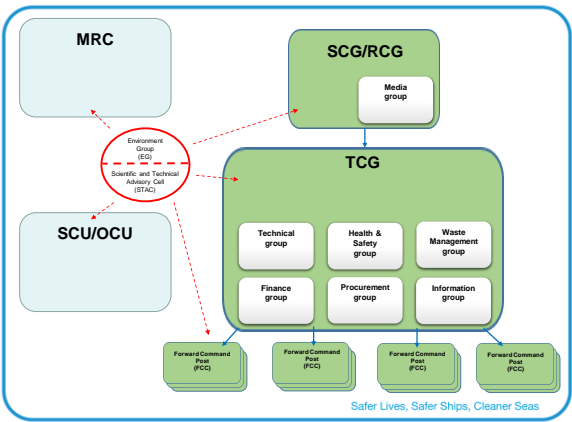 MRC
SCG/RCG
Media
group
Environment
Group
(EG)
Scientific and Technical
Advisory Cell
(STAC)
TCG
SCU/OCU
Technical
group
Health &
Safety
group
Waste
Management
group
Finance
group
Procurement
group
Information
group
Forward Command
Post
(FCC)
Forward Command
Post
(FCC)
Forward Command
Post
(FCC)
Forward Command
Post
(FCC)
Safer Lives, Safer Ships, Cleaner Seas